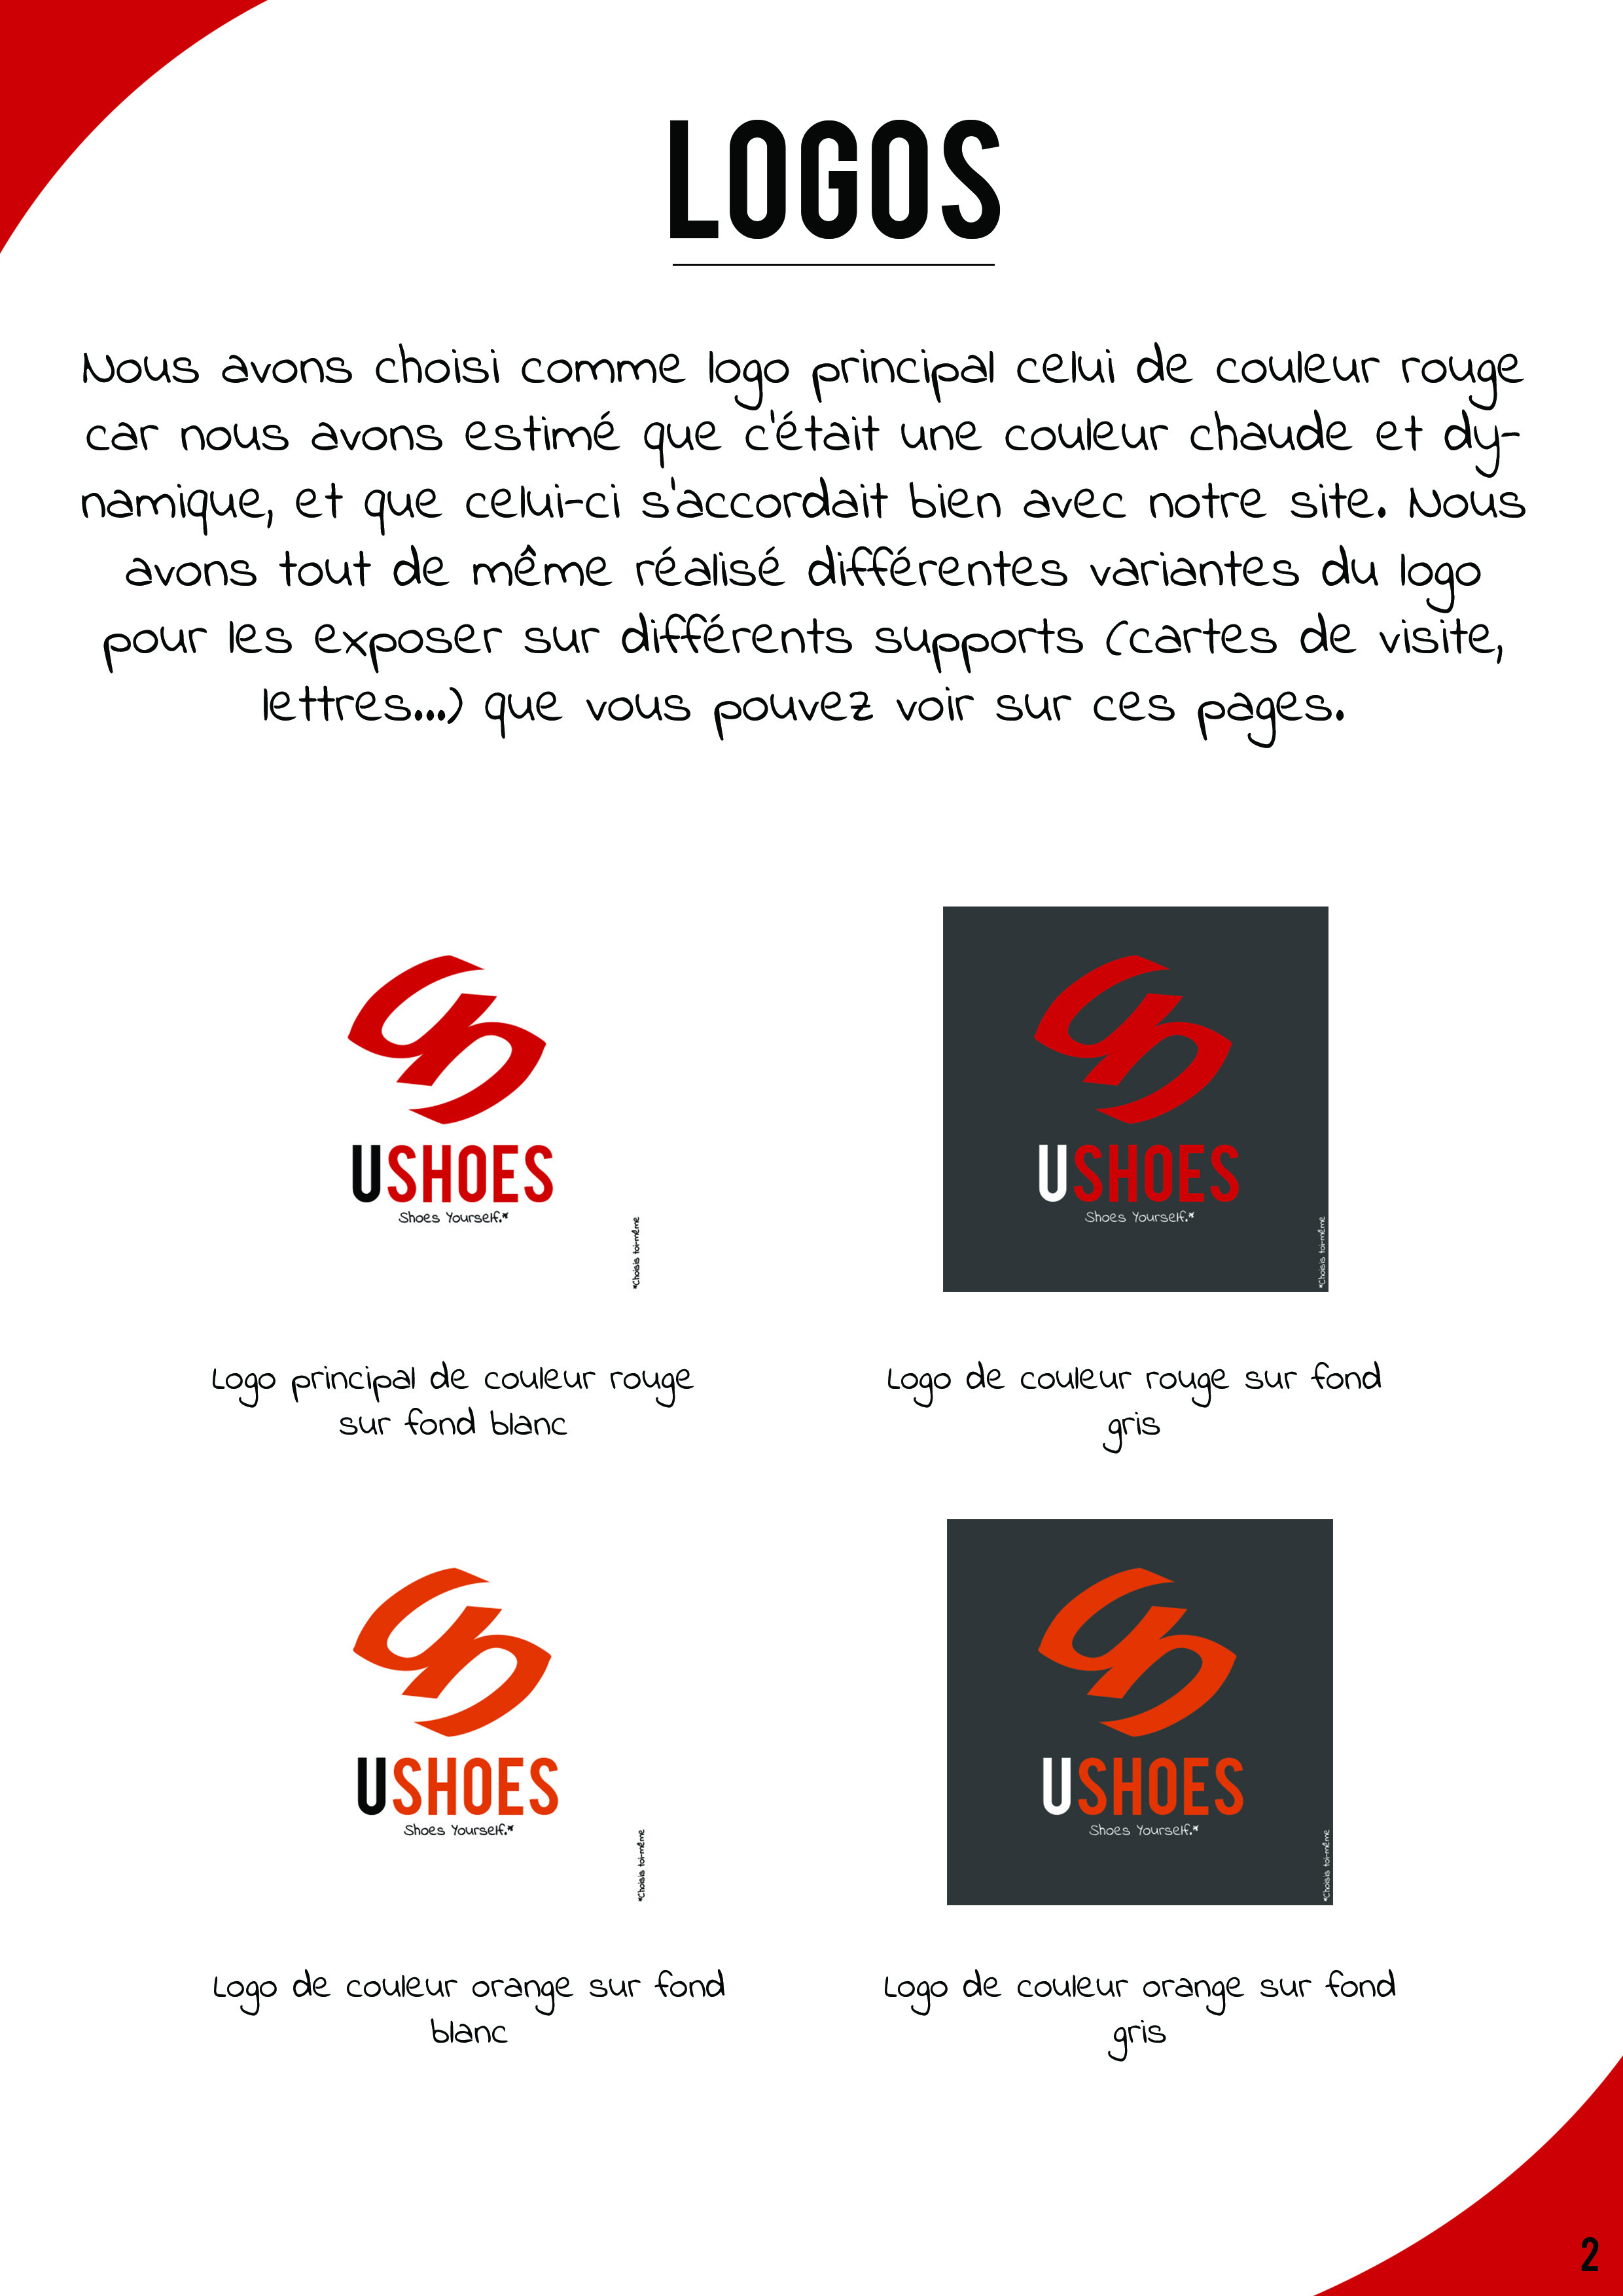 LOGOS
Nous avons choisi comme logo principal celui de couleur rouge
car nous avons estimé que c'était une couleur chaude et dy-
namique, et que celui-ci s'accordait bien avec notre site. Nous
avons tout de même réalisé différentes variantes du logo
pour les exposer sur différents supports (cartes de visite,
lettres...) que vous pouvez voir sur ces pages.
USHOES
Shoes Yourself.*
*Choisis toi-même
Logo principal de couleur rouge
sur fond blanc
USHOES
Shoes Yourself.*
*Choisis toi-même
Logo de couleur rouge sur fond
gris
USHOES
Shoes Yourself.*
*Choisis toi-même
Logo de couleur orange sur fond
blanc
USHOES
Shoes Yourself.*
*Choisis toi-même
Logo de couleur orange sur fond
gris
2